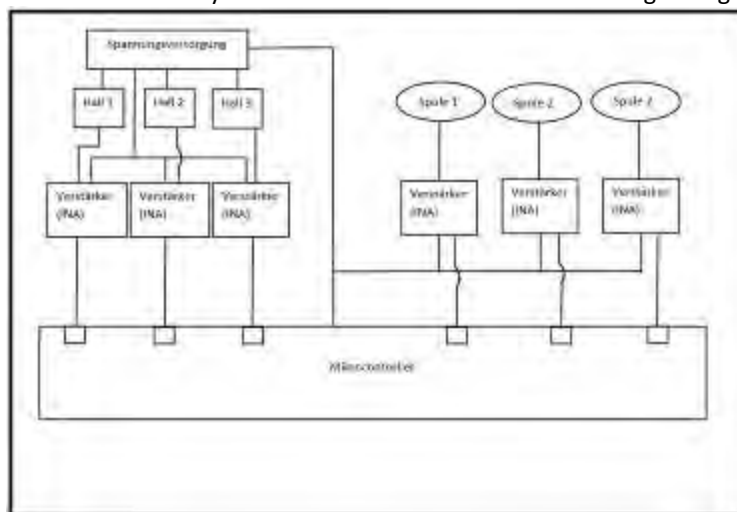 Spannungsversorgung
Hall 1
Hall 2
Hall 3
Spule 1
Spule 2
Spule 2
Verstärker
(INA)
Verstärker
(INA)
Verstärker
(INA)
Verstärker
(INA)
Verstärker
(INA)
Verstärker
(INA)
Mikrocontroller